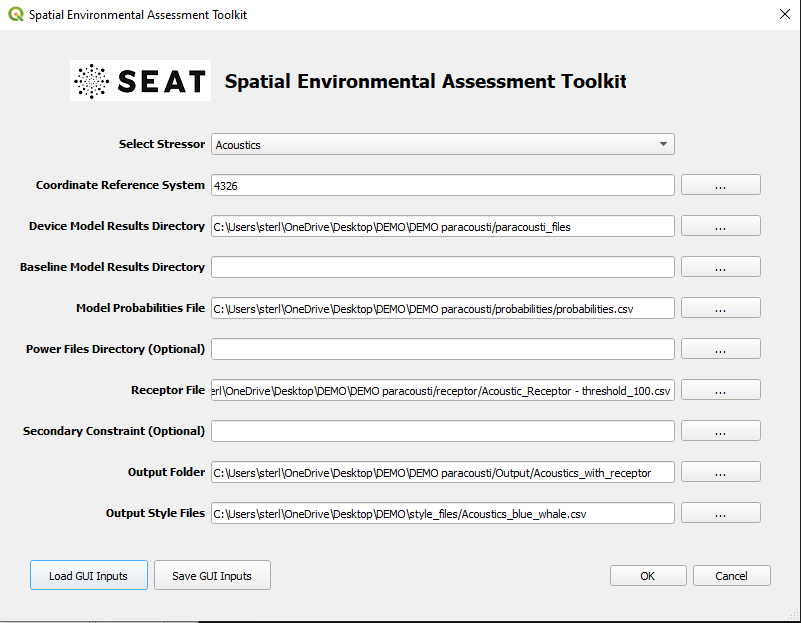 Spatial Environmental Assessment Toolkit
SEAT Spatial Environmental Assessment Toolkit
Select Stressor Acoustics
Coordinate Reference System 4326 ...
Device Model Results Directory C:\Users\sterl\OneDrive\Desktop\DEMO\DEMO paracousti/paracousti_files ...
Baseline Model Results Directory ...
Model Probabilities File C:\Users\sterl\OneDrive\Desktop\DEMO\DEMO paracousti/probabilities/probabilities.csv ...
Power Files Directory (Optional) ...
Receptor File erl\OneDrive\Desktop\DEMO\DEMO paracousti/receptor/Acoustic_Receptor - threshold_100.csv ...
Secondary Constraint (Optional) ...
Output Folder C:\Users\sterl\OneDrive\Desktop\DEMO\DEMO paracousti/Output/Acoustics_with_receptor ...
Output Style Files C:\Users\sterl\OneDrive\Desktop\DEMO\style_files/Acoustics_blue_whale.csv ...
Load GUI Inputs Save GUI Inputs OK Cancel